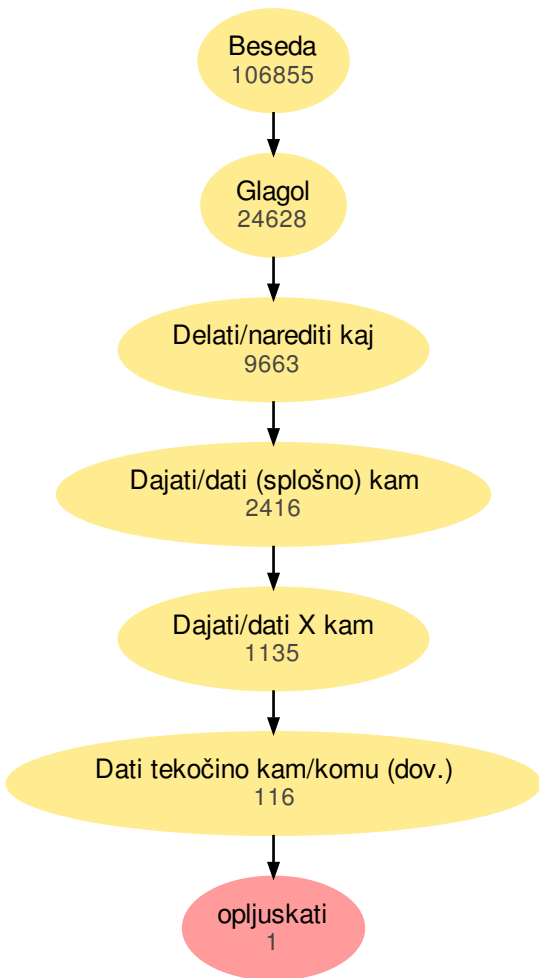 Beseda
106855
Glagol
24628
Delati/narediti kaj
9663
Dajati/dati (splošno) kam
2416
Dajati/dati X kam
1135
Dati tekočino kam/komu (dov.)
116
opljuskati
1